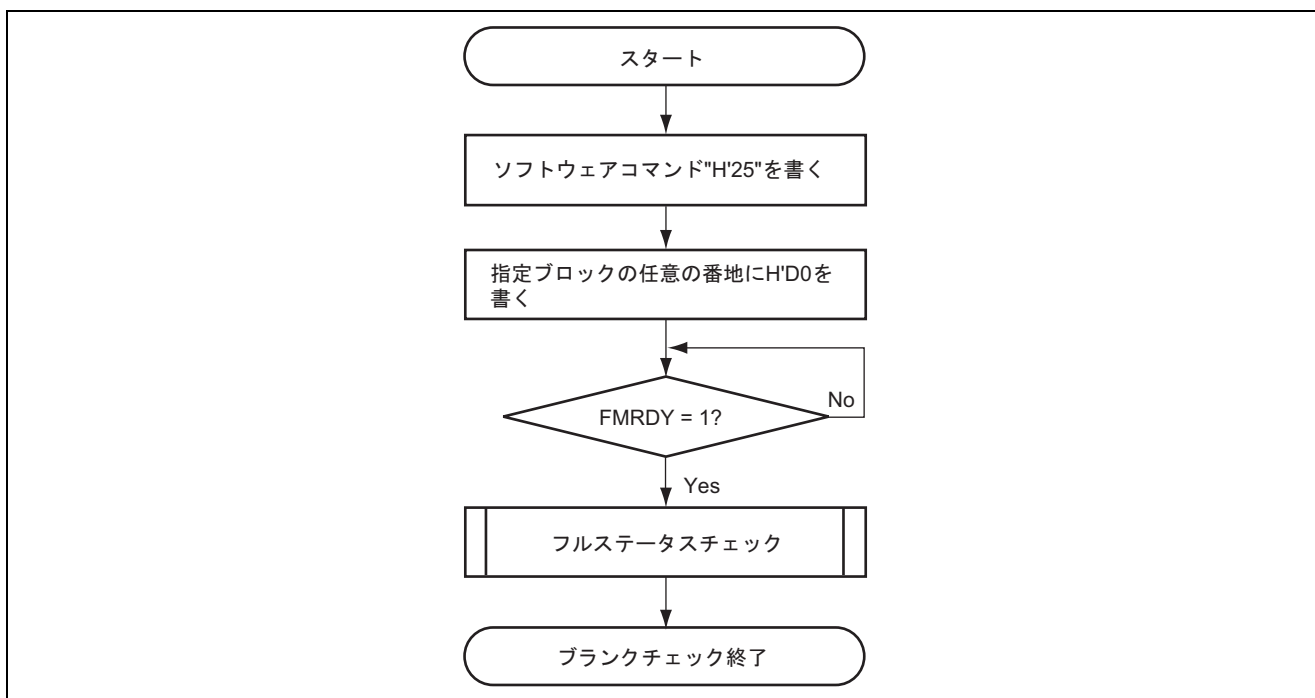 スタート
ソフトウェアコマンド"H'25"を書く
指定ブロックの任意の番地にH'D0を
書く
No
FMRDY = 1?
Yes
フルステータスチェック
ブランクチェック終了